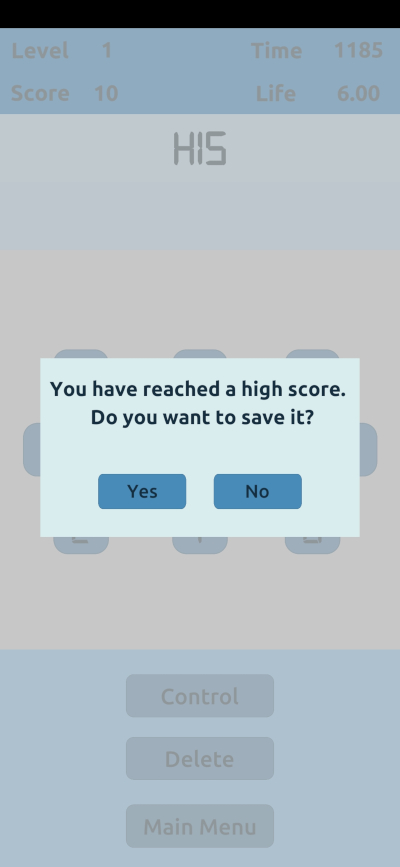 Level 1 Time 1185
Score 10 Life 6.00
HIS
You have reached a high score.
Do you want to save it?
Yes No
Control
Delete
Main Menu